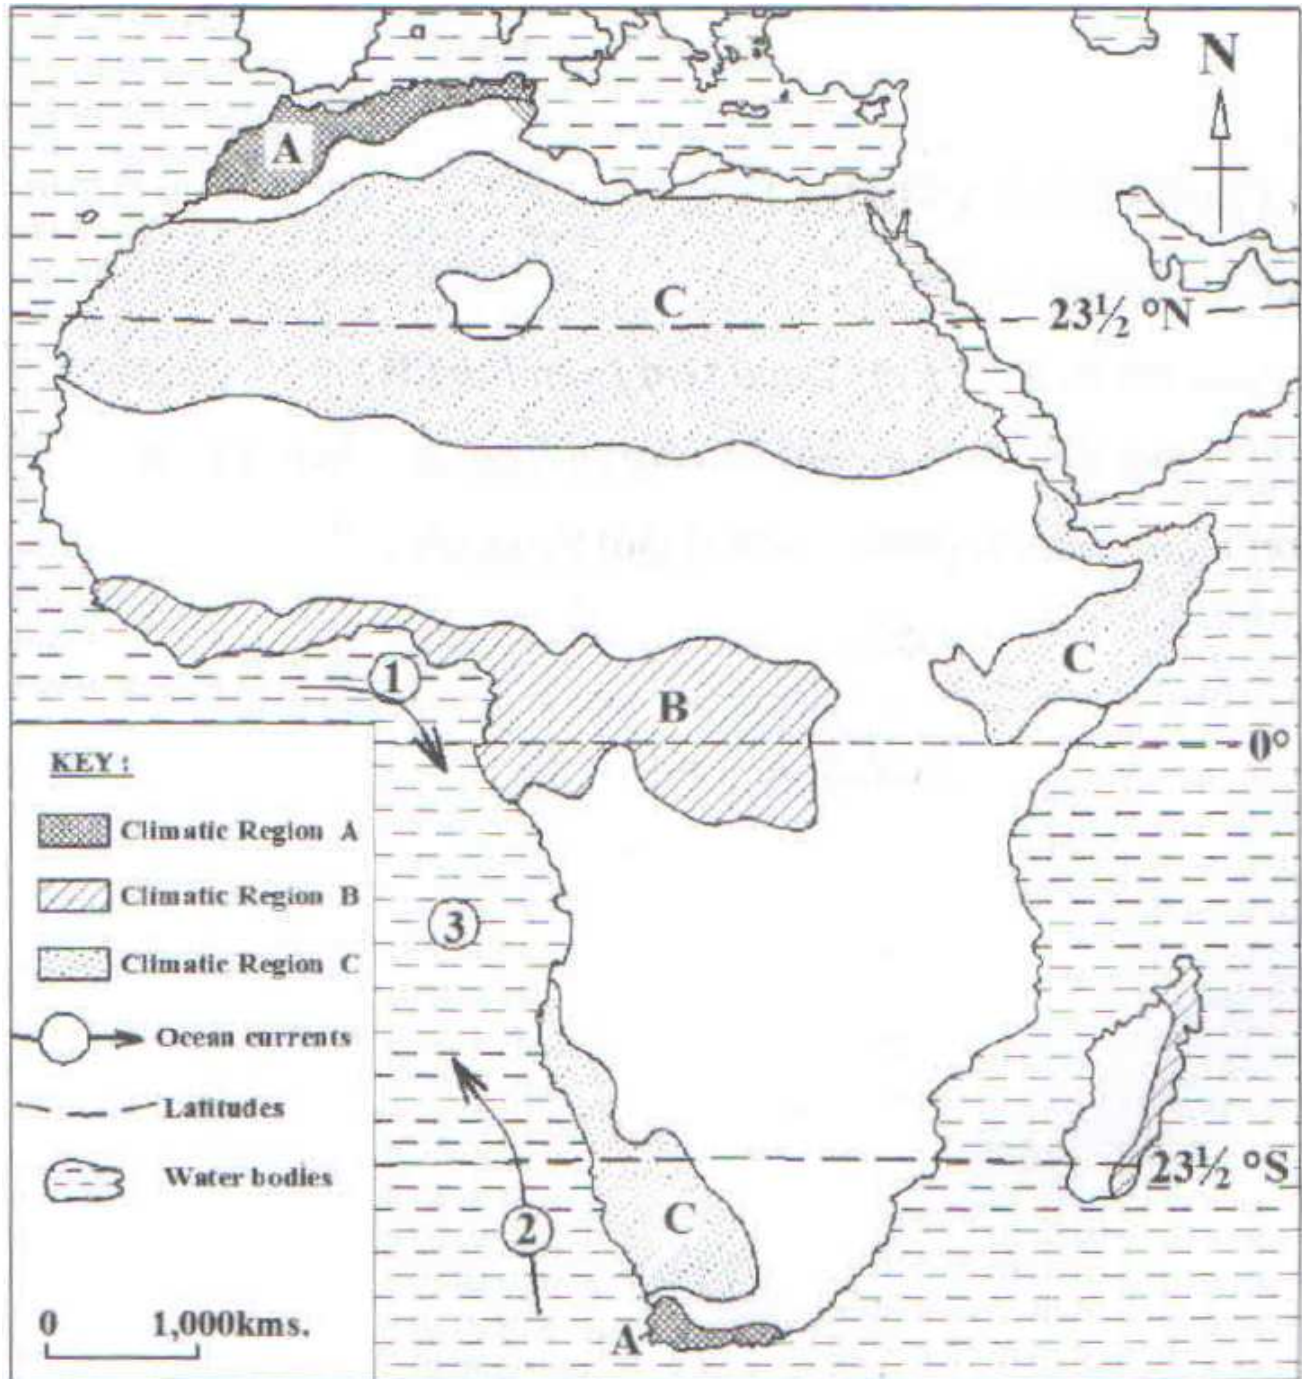 N
A
C
23½ °N
C
1
B
0°
KEY :
Climatic Region A
Climatic Region B
Climatic Region C
3
Ocean currents
Latitudes
Water bodies
23½ °S
C
2
0 1,000kms.
A